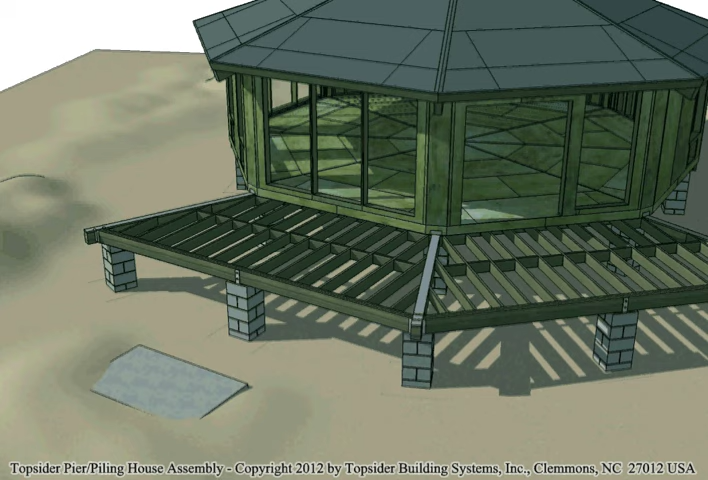 Topsider Pier/Piling House Assembly - Copyright 2012 by Topsider Building Systems, Inc., Clemmons, NC  27012 USA